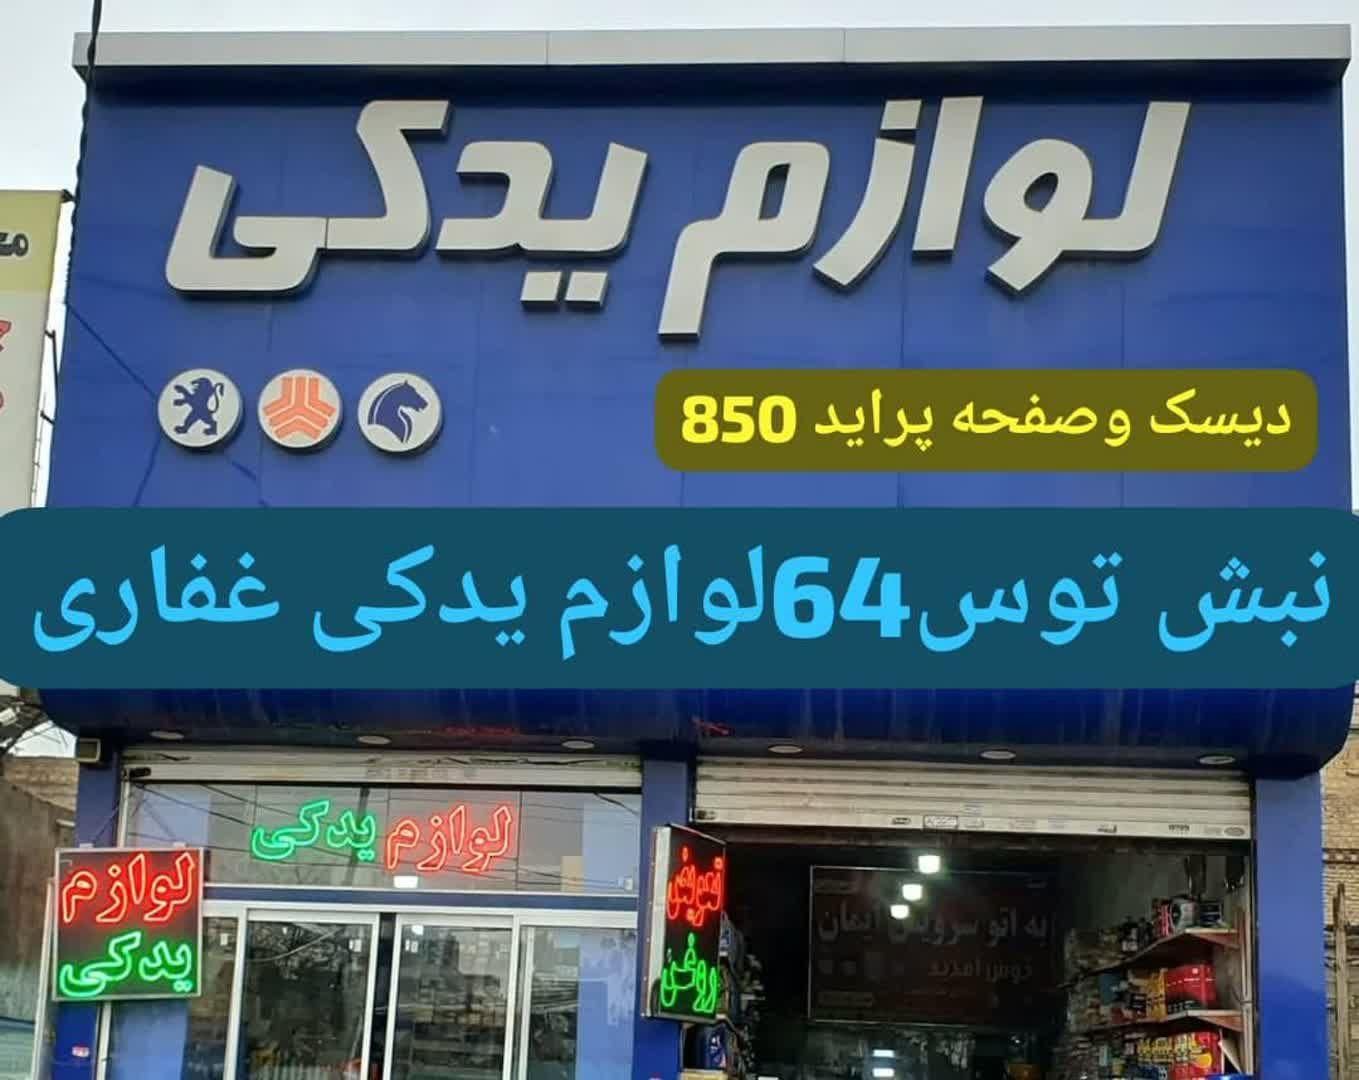 لوازم یدکی
دیسک وصفحه پراید 850
نبش توس64لوازم یدکی غفاری
لوازم یدکی
لوازم
یدکی
تعویض
روغن
به اتو سرویس ایمان
خوش آمدید